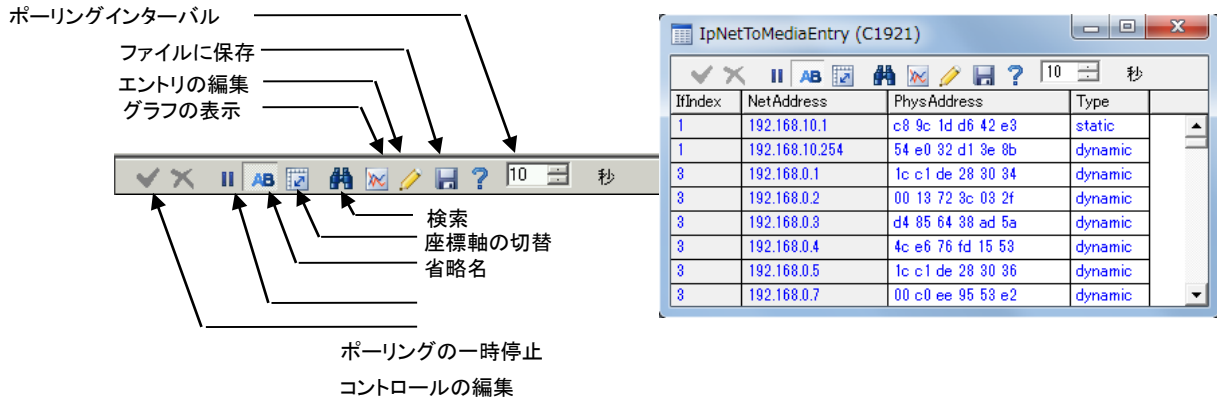 ポーリングインターバル
ファイルに保存
エントリの編集
グラフの表示
AB
?
10
秒
検索
座標軸の切替
省略名
ポーリングの一時停止
コントロールの編集
IpNetToMediaEntry (C1921)
AB ? 10 秒
IfIndex NetAddress PhysAddress Type
1 192.168.10.1 c8 9c 1d d6 42 e3 static
1 192.168.10.254 54 e0 32 d1 3e 8b dynamic
3 192.168.0.1 1c c1 de 28 30 34 dynamic
3 192.168.0.2 00 13 72 3c 03 2f dynamic
3 192.168.0.3 d4 85 64 38 ad 5a dynamic
3 192.168.0.4 4c e6 76 fd 15 53 dynamic
3 192.168.0.5 1c c1 de 28 30 36 dynamic
3 192.168.0.7 00 c0 ee 95 53 e2 dynamic